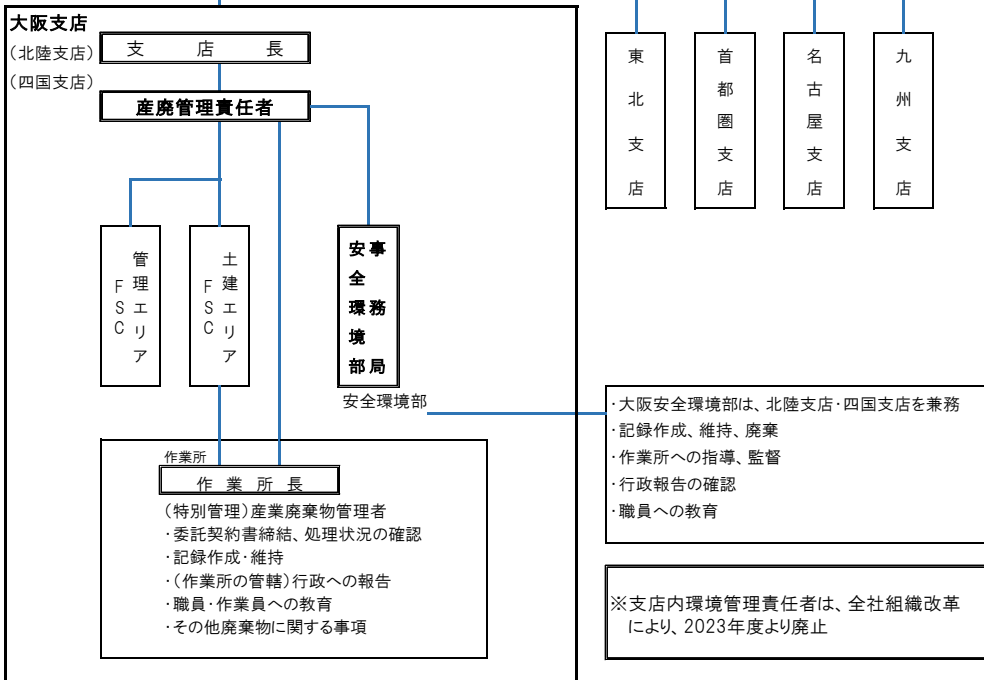 大阪支店
（北陸支店）
（四国支店）
支店長
産廃管理責任者
管理エリア
FSC
土建エリア
FSC
事務局
安全環境部
安全環境部
作業所
作業所長
（特別管理）産業廃棄物管理者
・委託契約書締結、処理状況の確認
・記録作成・維持
・（作業所の管轄）行政への報告
・職員・作業員への教育
・その他廃棄物に関する事項
東北支店
首都圏支店
名古屋支店
九州支店
・大阪安全環境部は、北陸支店・四国支店を兼務
・記録作成、維持、廃棄
・作業所への指導、監督
・行政報告の確認
・職員への教育
※支店内環境管理責任者は、全社組織改革
により、2023年度より廃止